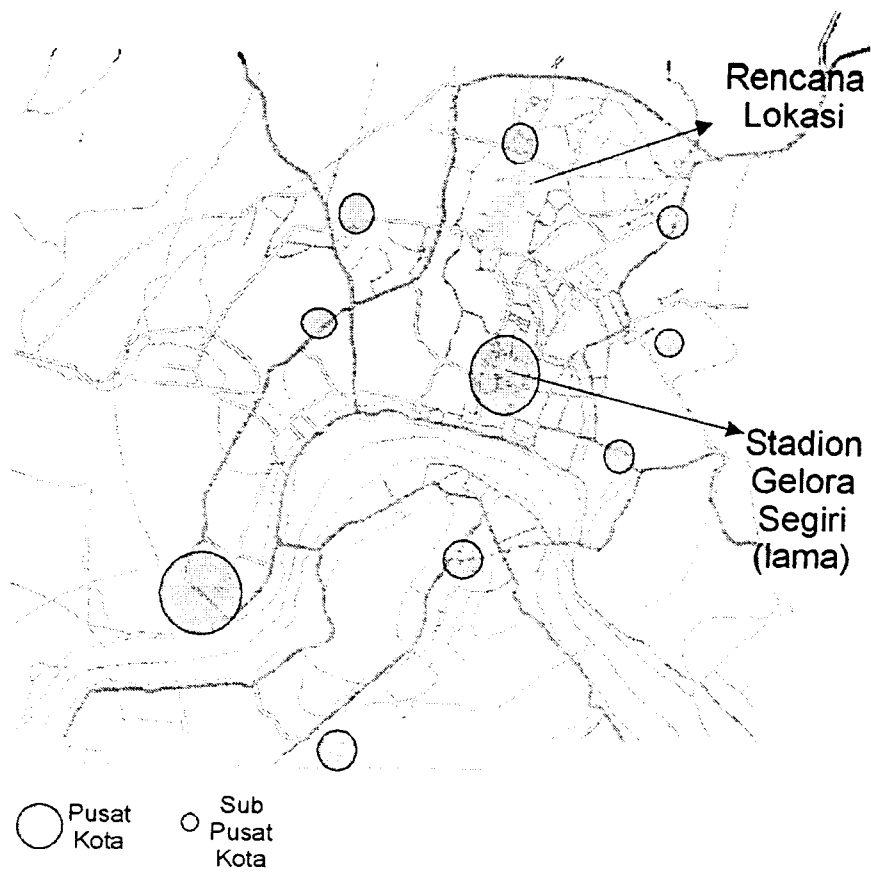 Rencana
Lokasi
Stadion
Gelora
Segiri
(lama)
Pusat
Kota
Sub
Pusat
Kota